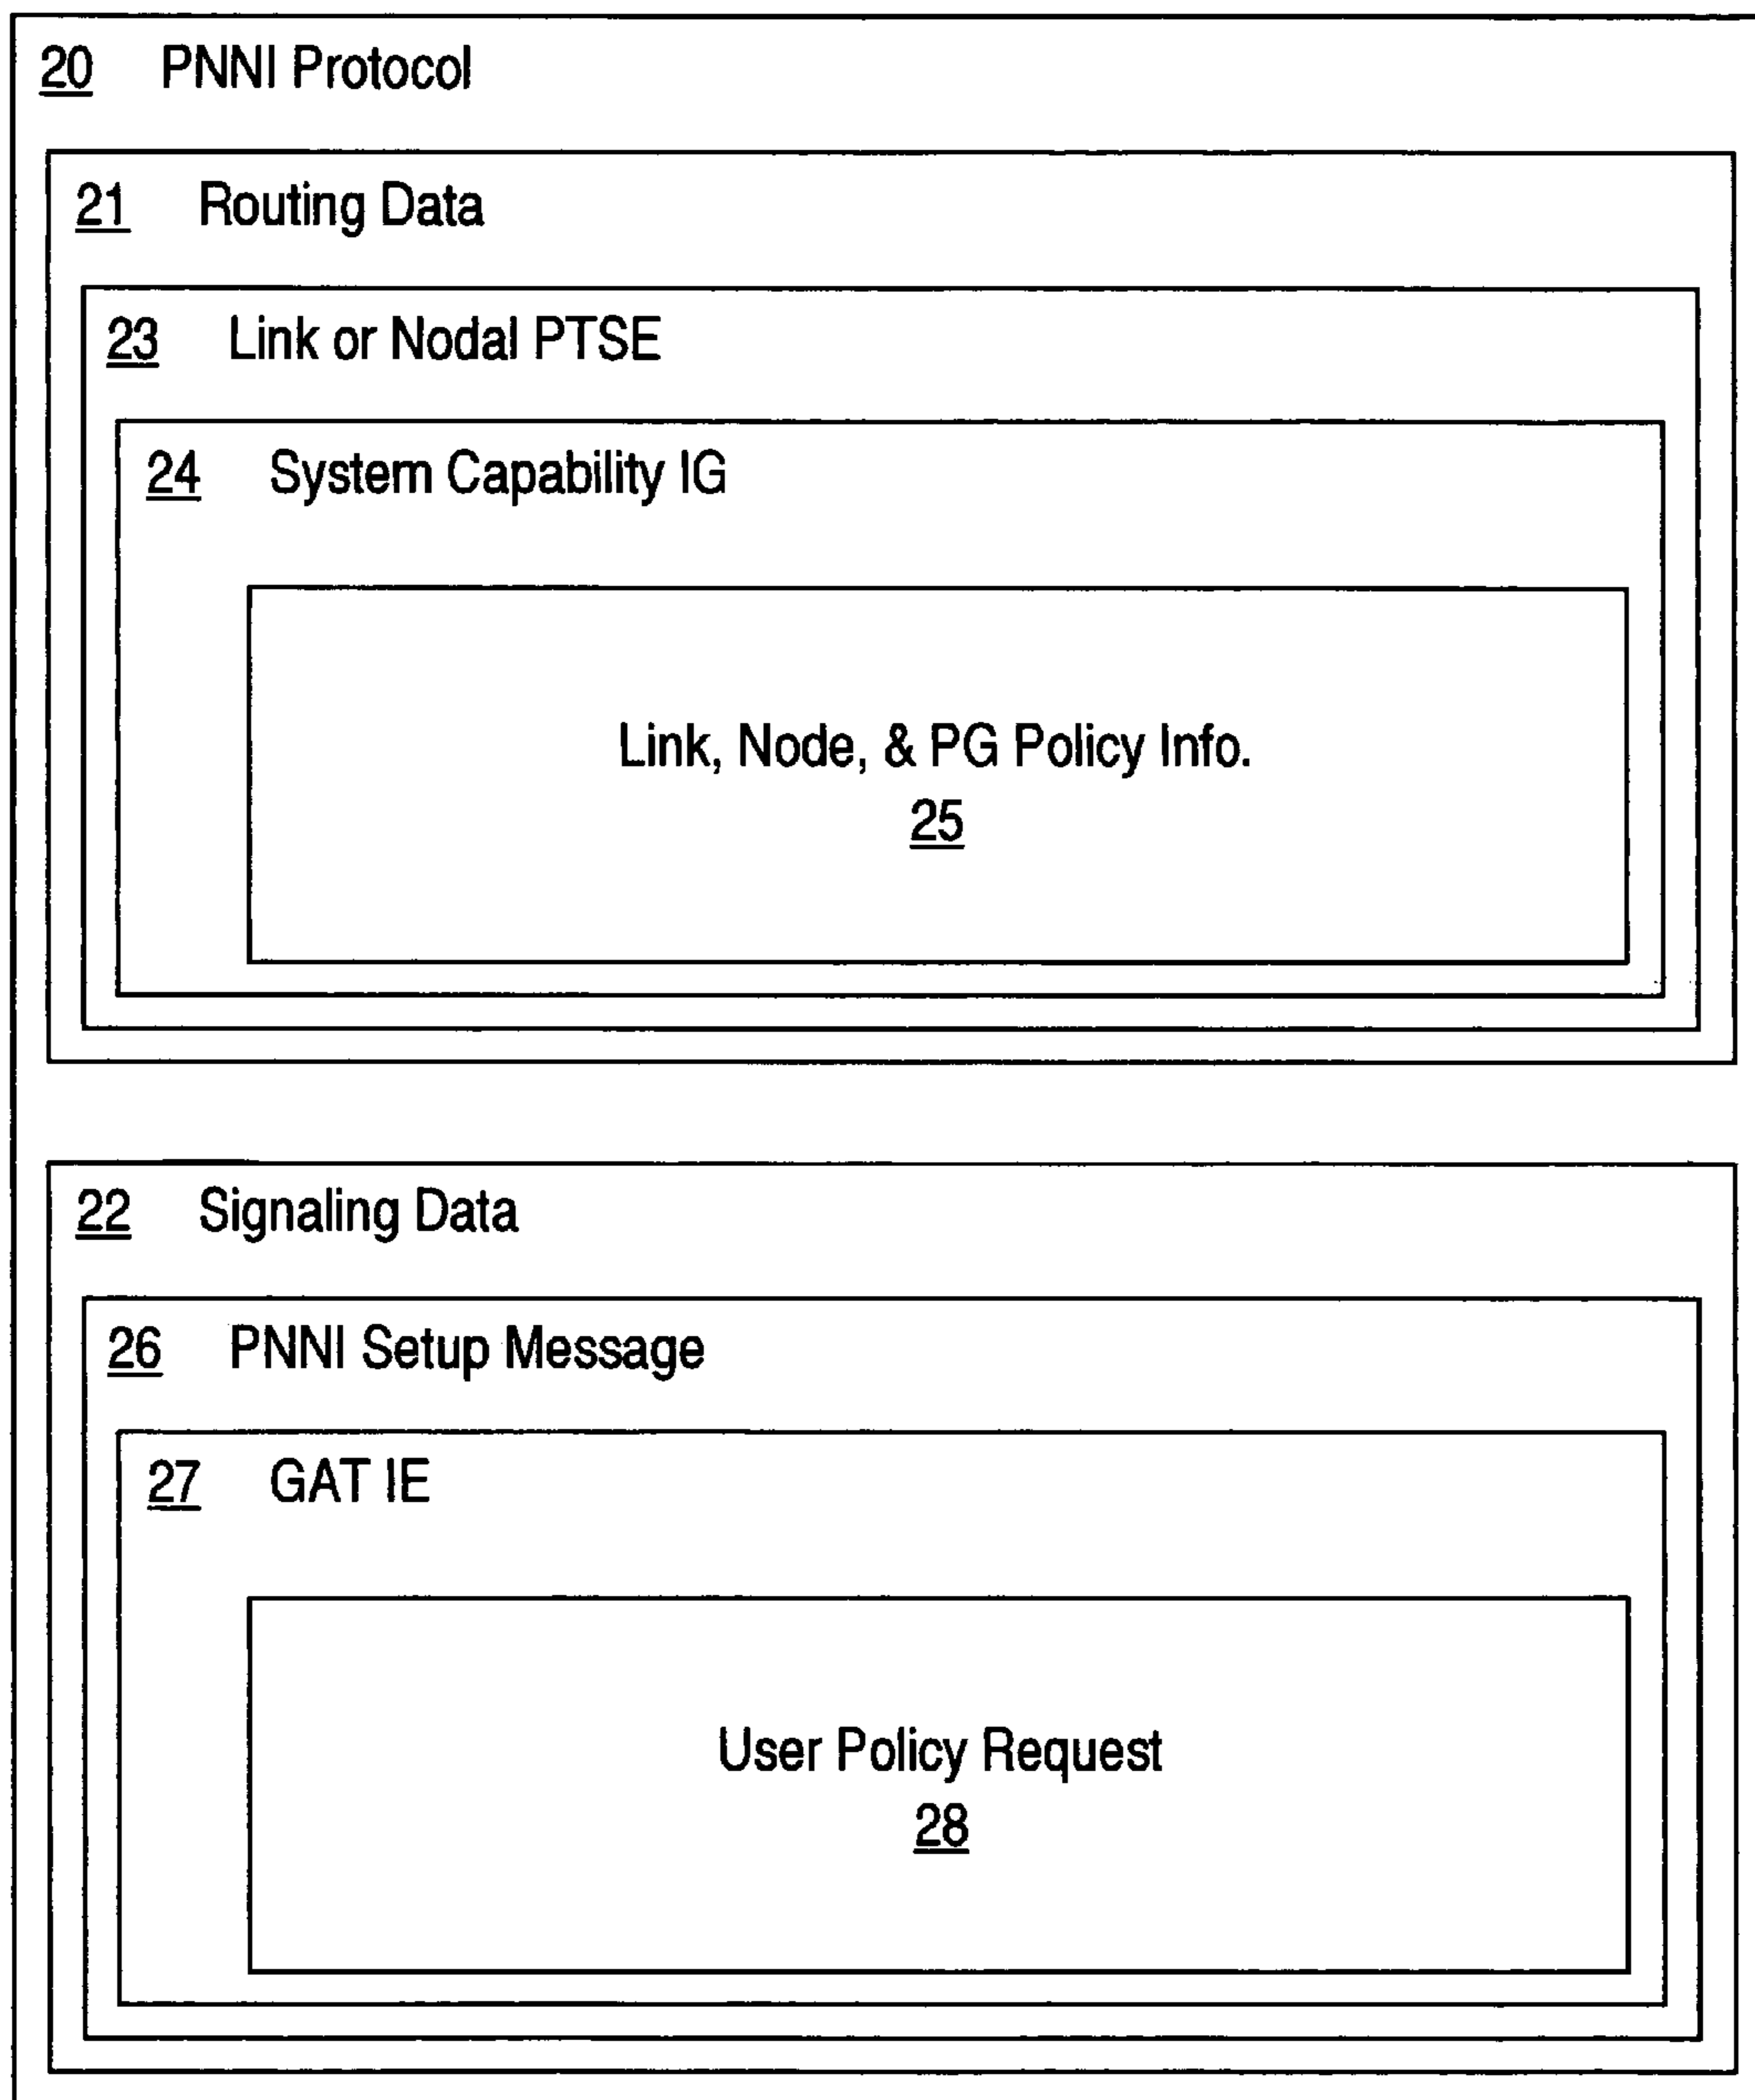 20 PNNI Protocol
21 Routing Data
23 Link or Nodal PTSE
24 System Capability IG
Link, Node, & PG Policy Info.
25
22 Signaling Data
26 PNNI Setup Message
27 GAT IE
User Policy Request
28